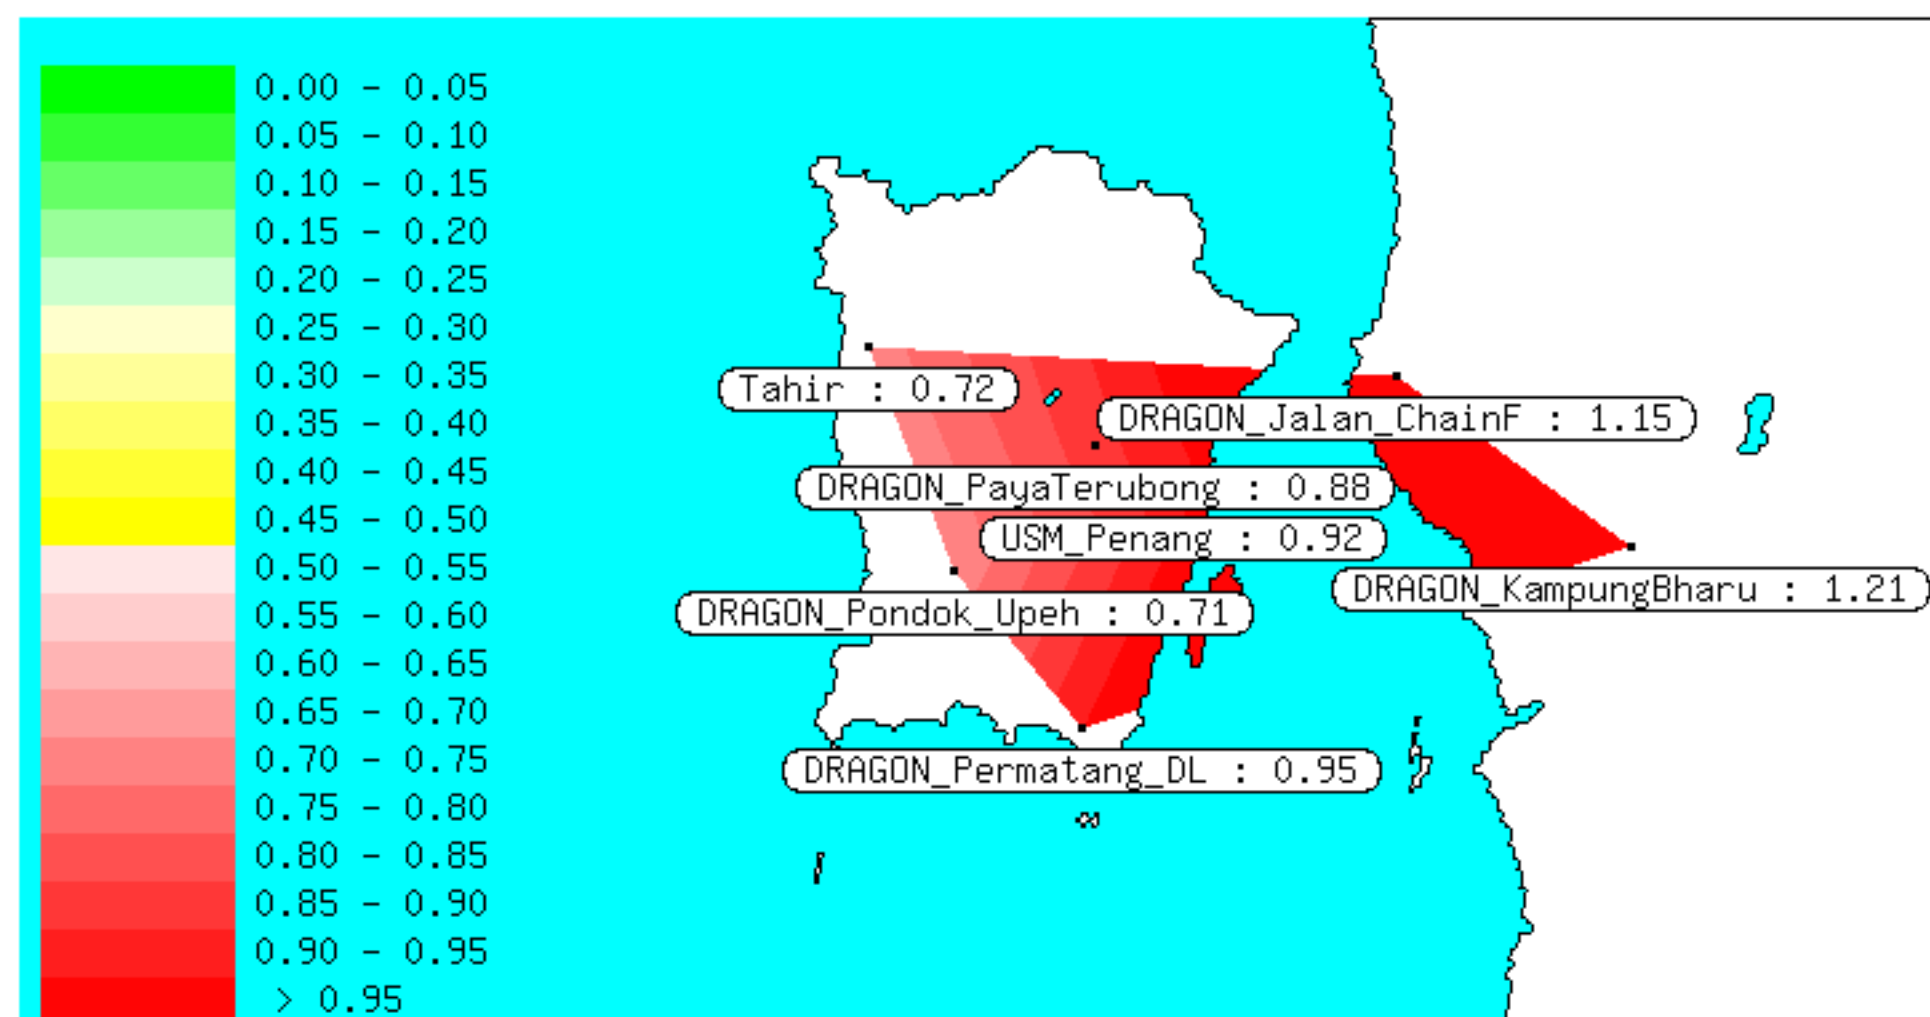 0.00 - 0.05
0.05 - 0.10
0.10 - 0.15
0.15 - 0.20
0.20 - 0.25
0.25 - 0.30
0.30 - 0.35
0.35 - 0.40
0.40 - 0.45
0.45 - 0.50
0.50 - 0.55
0.55 - 0.60
0.60 - 0.65
0.65 - 0.70
0.70 - 0.75
0.75 - 0.80
0.80 - 0.85
0.85 - 0.90
0.90 - 0.95
> 0.95
Tahir : 0.72
DRAGON_Jalan_ChainF : 1.15
DRAGON_PayaTerubong : 0.88
USM_Penang : 0.92
DRAGON_KampungBharu : 1.21
DRAGON_Pondok_Upeh : 0.71
DRAGON_Permatang_DL : 0.95